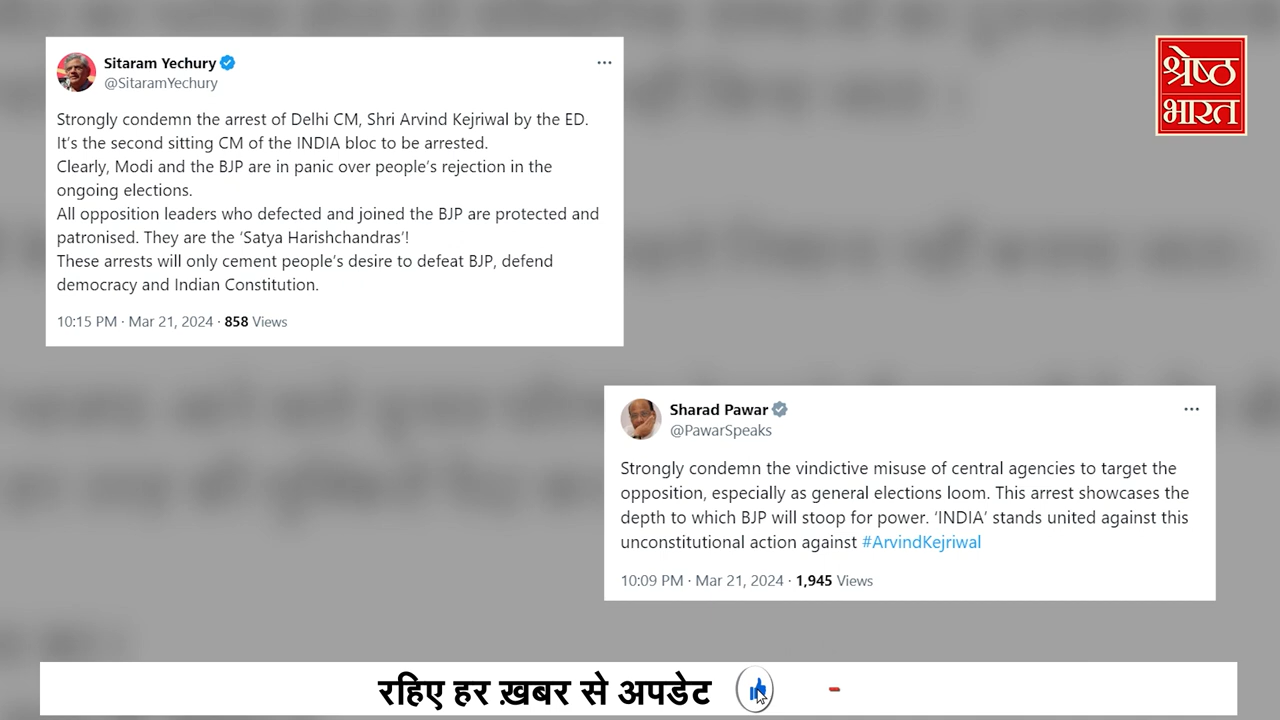 Sitaram Yechury
@SitaramYechury
Strongly condemn the arrest of Delhi CM, Shri Arvind Kejriwal by the ED.
It's the second sitting CM of the INDIA bloc to be arrested.
Clearly, Modi and the BJP are in panic over people's rejection in the
ongoing elections.
All opposition leaders who defected and joined the BJP are protected and
patronised. They are the ‘Satya Harishchandras’!
These arrests will only cement people's desire to defeat BJP, defend
democracy and Indian Constitution.
10:15 PM · Mar 21, 2024 · 858 Views
श्रेष्ठ
भारत
Sharad Pawar
@PawarSpeaks
Strongly condemn the vindictive misuse of central agencies to target the
opposition, especially as general elections loom. This arrest showcases the
depth to which BJP will stoop for power. ‘INDIA’ stands united against this
unconstitutional action against #ArvindKejriwal
10:09 PM · Mar 21, 2024 · 1,945 Views
रहिए हर ख़बर से अपडेट